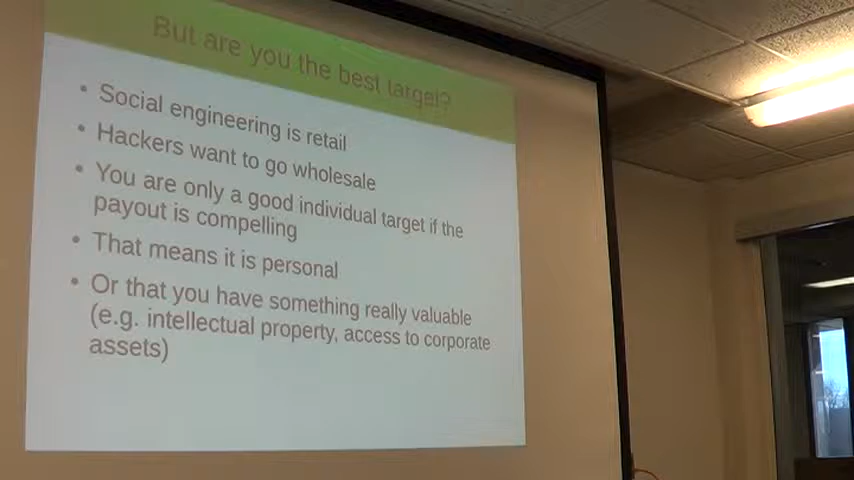 But are you the best target?
• Social engineering is retail
• Hackers want to go wholesale
• You are only a good individual target if the
payout is compelling
• That means it is personal
• Or that you have something really valuable
(e.g. intellectual property, access to corporate
assets)